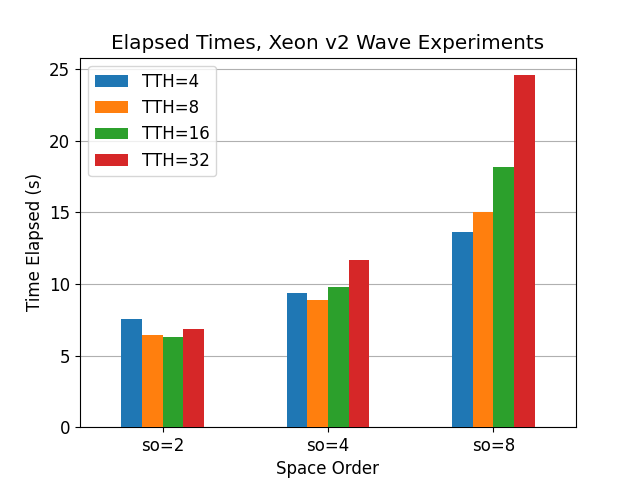 Elapsed Times, Xeon v2 Wave Experiments
25
20
15
10
5
0
Time Elapsed (s)
TTH=4
TTH=8
TTH=16
TTH=32
so=2
so=4
so=8
Space Order